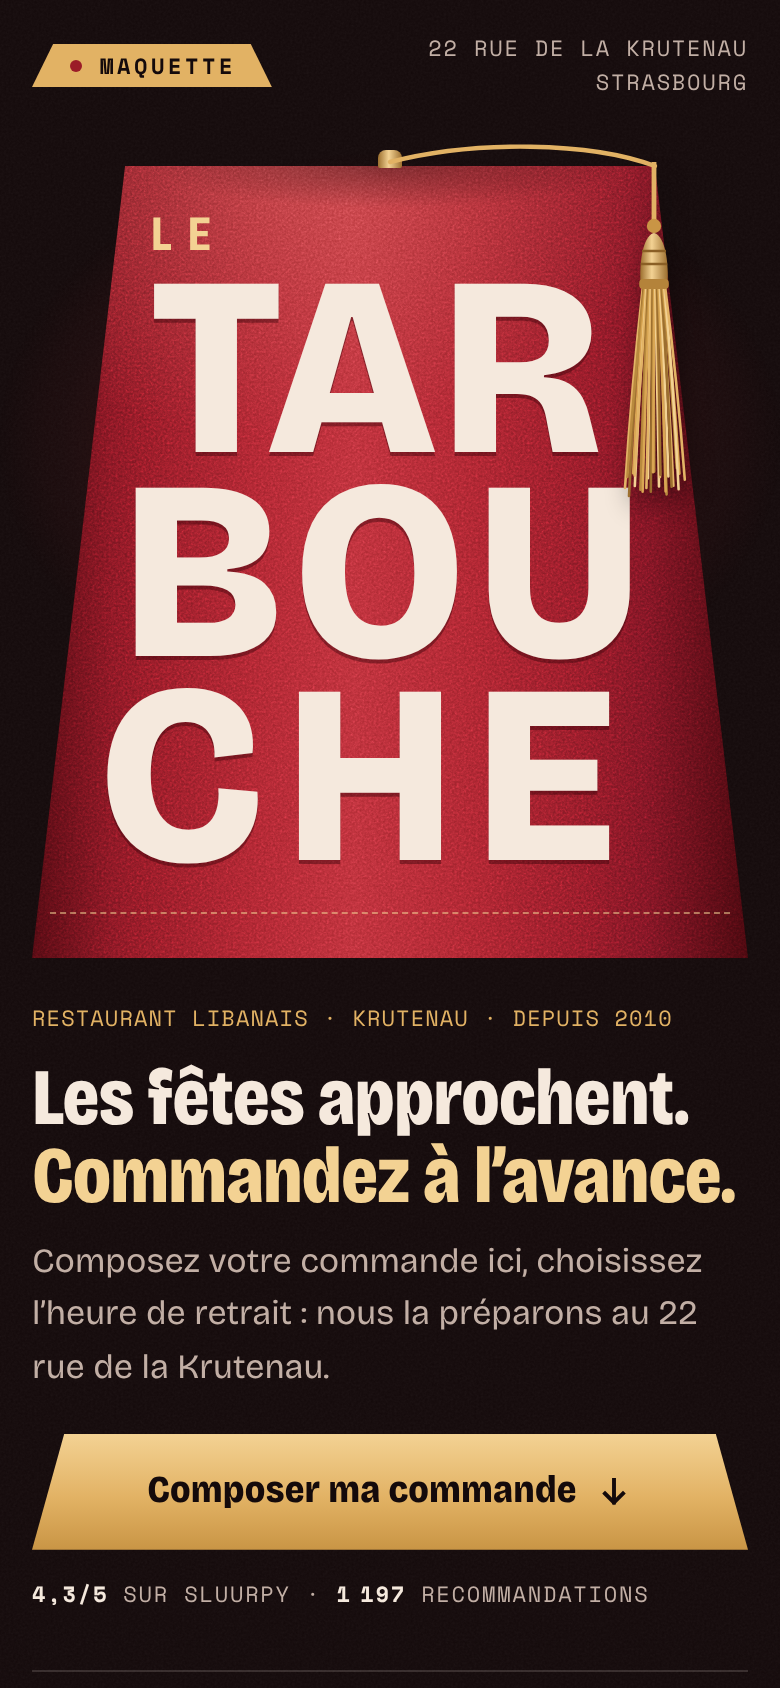 MAQUETTE
22 RUE DE LA KRUTENAU
STRASBOURG
LE
TAR
BOU
CHE
RESTAURANT LIBANAIS · KRUTENAU · DEPUIS 2010
Les fêtes approchent.
Commandez à l’avance.
Composez votre commande ici, choisissez
l’heure de retrait : nous la préparons au 22
rue de la Krutenau.
Composer ma commande ↓
4,3/5 SUR SLUURPY · 1 197 RECOMMANDATIONS